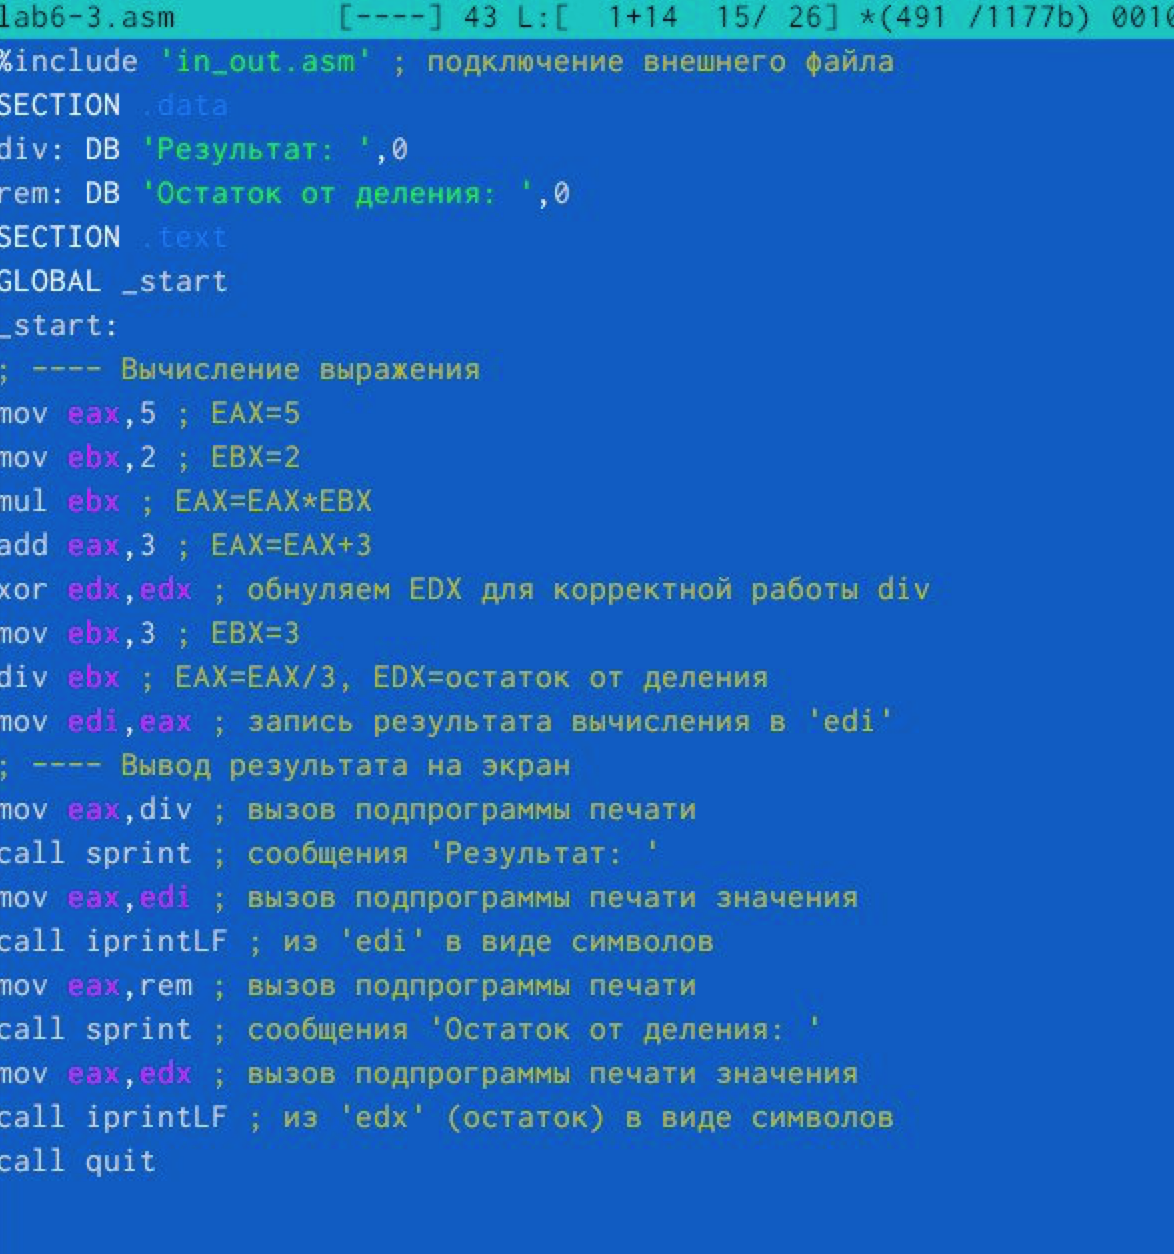 lab6-3.asm [----] 43 L:[ 1+14 15/ 26] *(491 /1177b) 0010
%include 'in_out.asm' ; подключение внешнего файла
SECTION .data
div: DB 'Результат: ',0
rem: DB 'Остаток от деления: ',0
SECTION .text
GLOBAL _start
_start:
; ---- Вычисление выражения
mov eax,5 ; EAX=5
mov ebx,2 ; EBX=2
mul ebx ; EAX=EAX*EBX
add eax,3 ; EAX=EAX+3
xor edx,edx ; обнуляем EDX для корректной работы div
mov ebx,3 ; EBX=3
div ebx ; EAX=EAX/3, EDX=остаток от деления
mov edi,eax ; запись результата вычисления в 'edi'
; ---- Вывод результата на экран
mov eax,div ; вызов подпрограммы печати
call sprint ; сообщения 'Результат: '
mov eax,edi ; вызов подпрограммы печати значения
call iprintLF ; из 'edi' в виде символов
mov eax,rem ; вызов подпрограммы печати
call sprint ; сообщения 'Остаток от деления: '
mov eax,edx ; вызов подпрограммы печати значения
call iprintLF ; из 'edx' (остаток) в виде символов
call quit